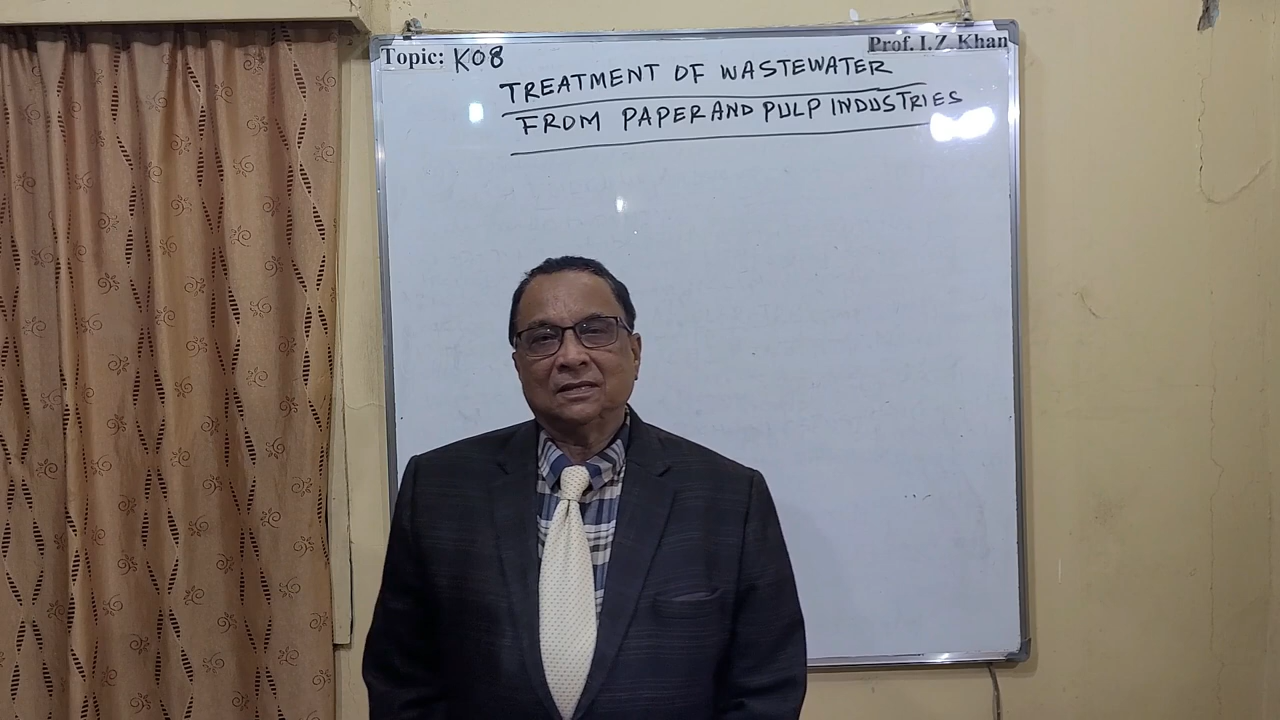 Topic: K08
Prof. I.Z.Khan
TREATMENT OF WASTEWATER
FROM PAPER AND PULP INDUSTRIES